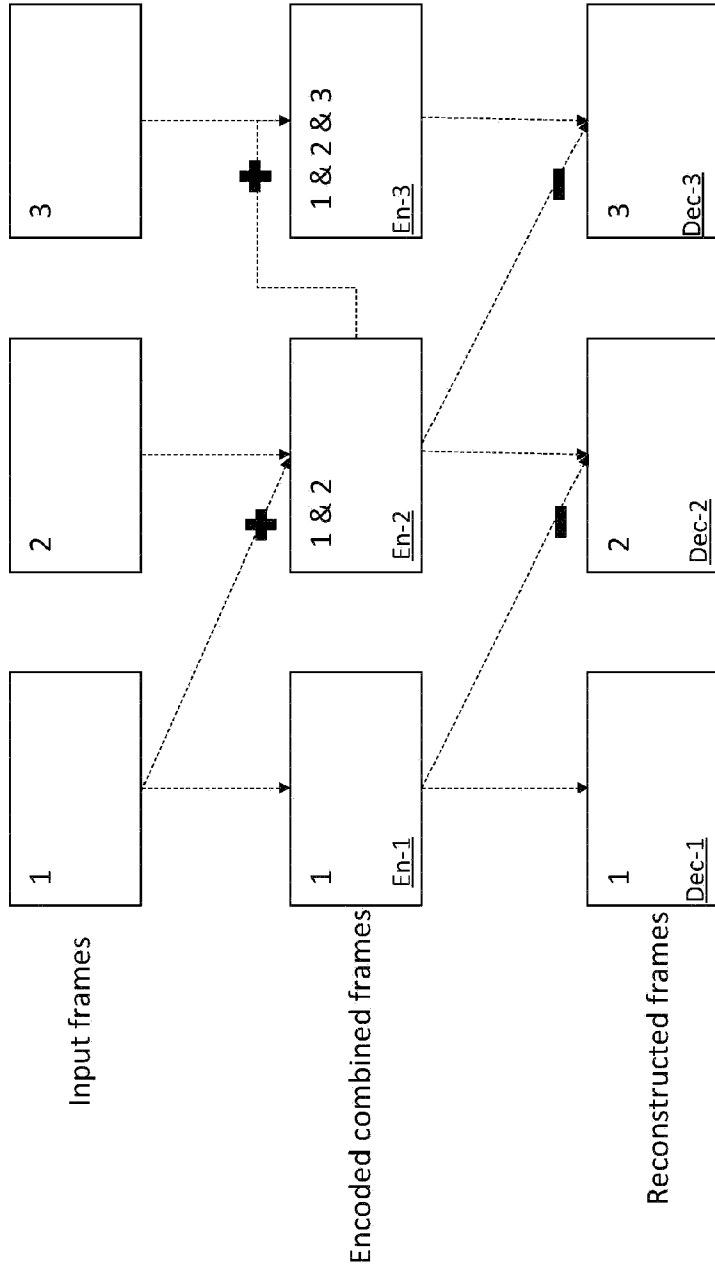 Input frames
1
2
3
Encoded combined frames
1
En-1
1 & 2
En-2
1 & 2 & 3
En-3
Reconstructed frames
1
Dec-1
2
Dec-2
3
Dec-3